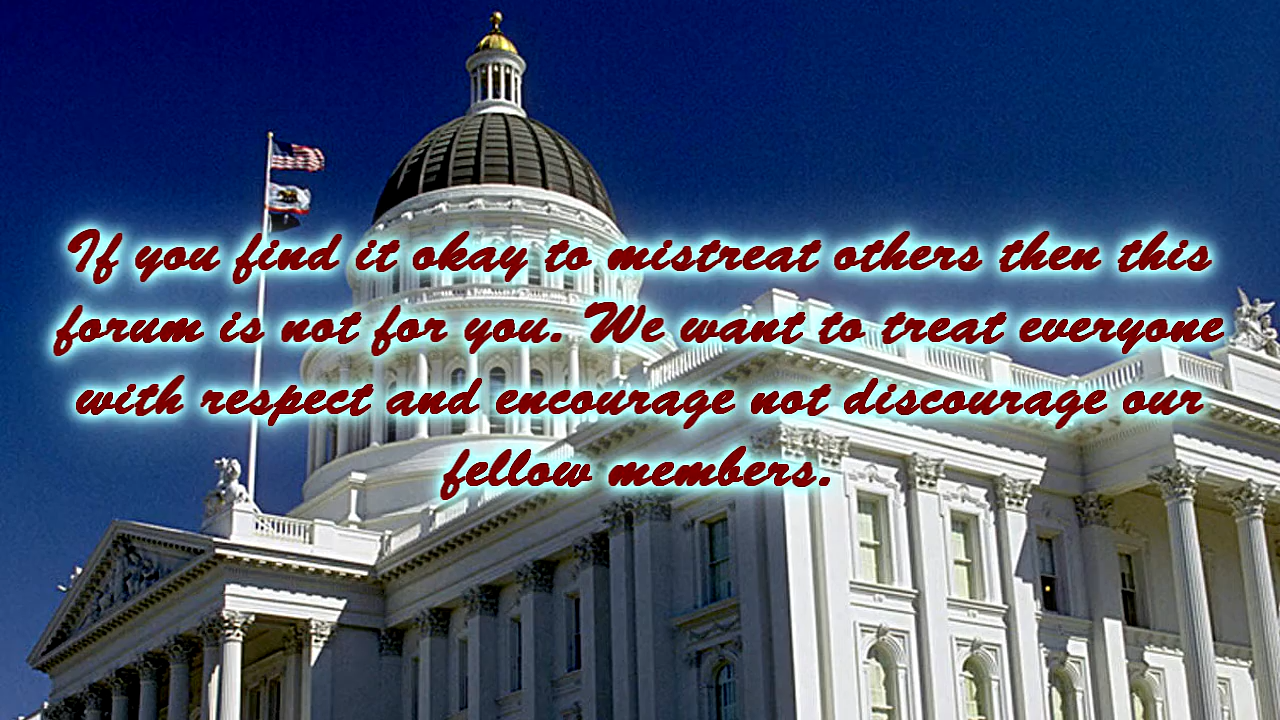 If you find it okay to mistreat others then this
forum is not for you. We want to treat everyone
with respect and encourage not discourage our
fellow members.